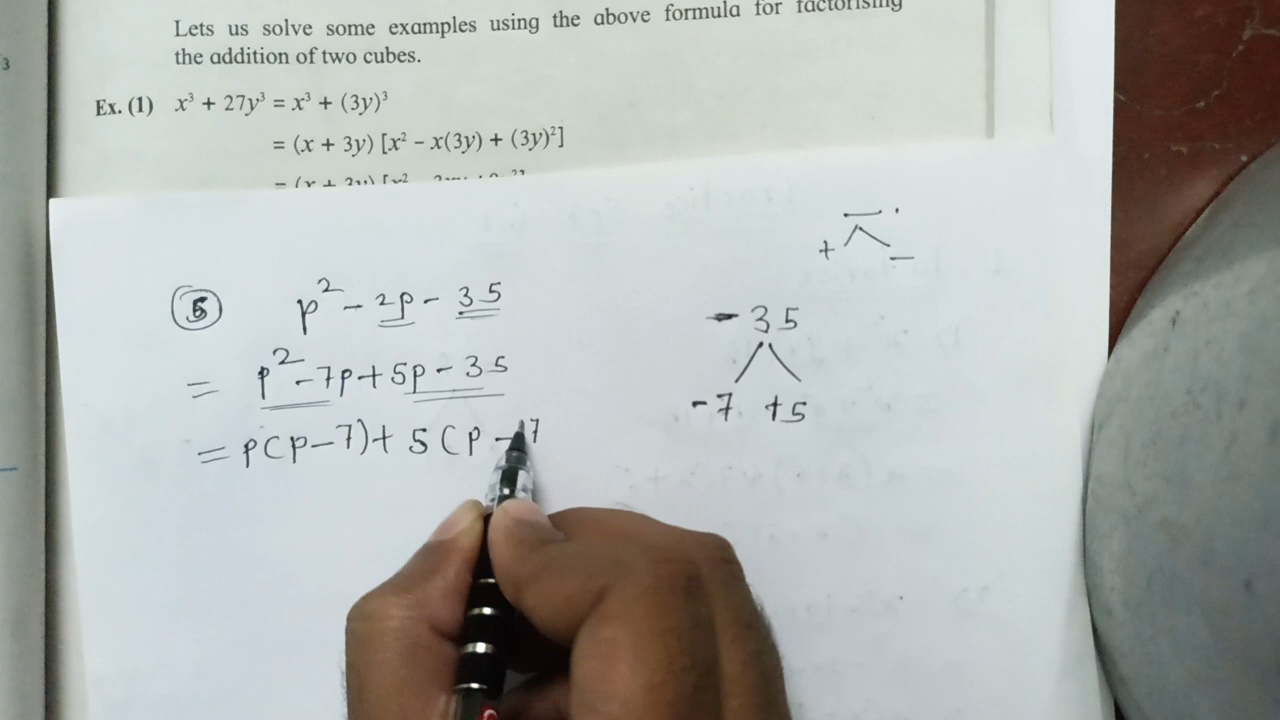 3
Lets us solve some examples using the above formula for factorising
the addition of two cubes.
Ex. (1) x³ + 27y³ = x³ + (3y)³
= (x + 3y) [x² - x(3y) + (3y)²]
⑤ p² - 2p - 35
= p² - 7p + 5p - 35
= p(p - 7) + 5(p - 7
+ -
- 35
-7 +5